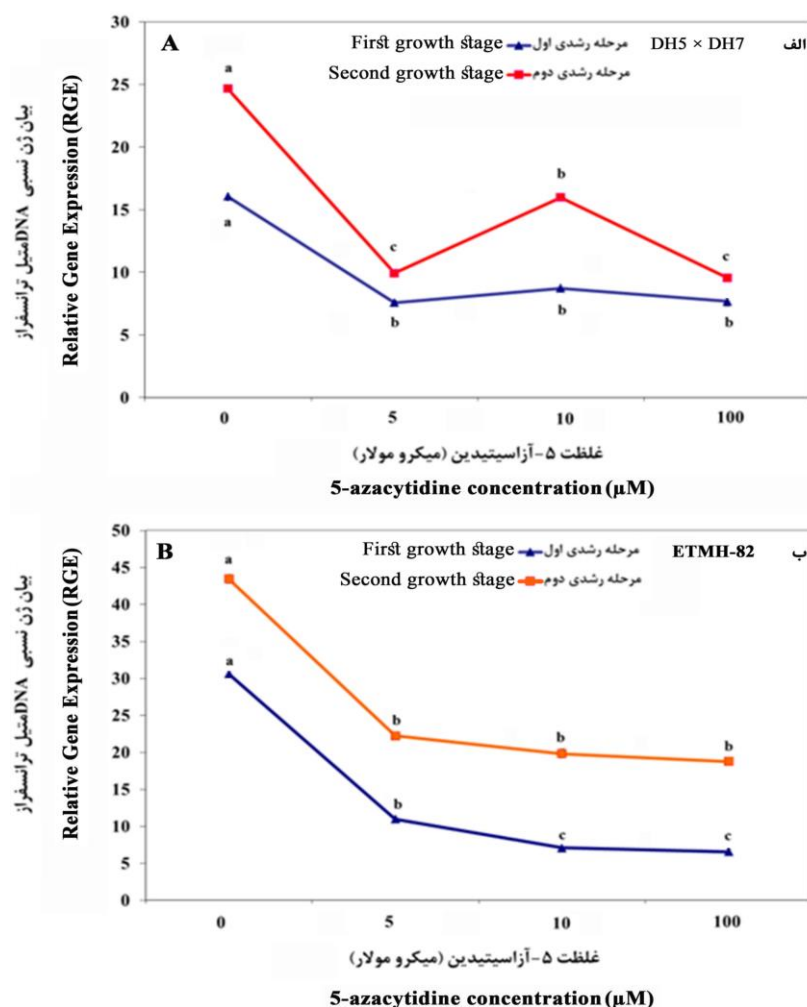 30
A
First growth stage مرحله رشدی اول DH5 × DH7 الف
Second growth stage مرحله رشدی دوم
25
20
15
10
5
0
a
a
c
b
b
b
c
b
0 5 10 100
بیان ژن نسبی DNAمتیل ترانسفراز
Relative Gene Expression (RGE)
غلظت ۵-آزاسیتیدین (میکرو مولار)
5-azacytidine concentration (µM)
50
B
First growth stage مرحله رشدی اول ETMH-82 ب
Second growth stage مرحله رشدی دوم
45
40
35
30
25
20
15
10
5
0
a
a
b
b
b
c
b
c
0 5 10 100
بیان ژن نسبی DNAمتیل ترانسفراز
Relative Gene Expression (RGE)
غلظت ۵-آزاسیتیدین (میکرو مولار)
5-azacytidine concentration (µM)